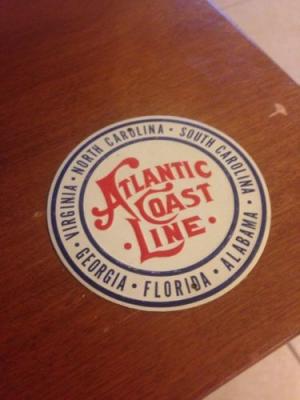 ATLANTIC
COAST
·LINE·
VIRGINIA · NORTH CAROLINA · SOUTH CAROLINA · ALABAMA · FLORIDA · GEORGIA ·